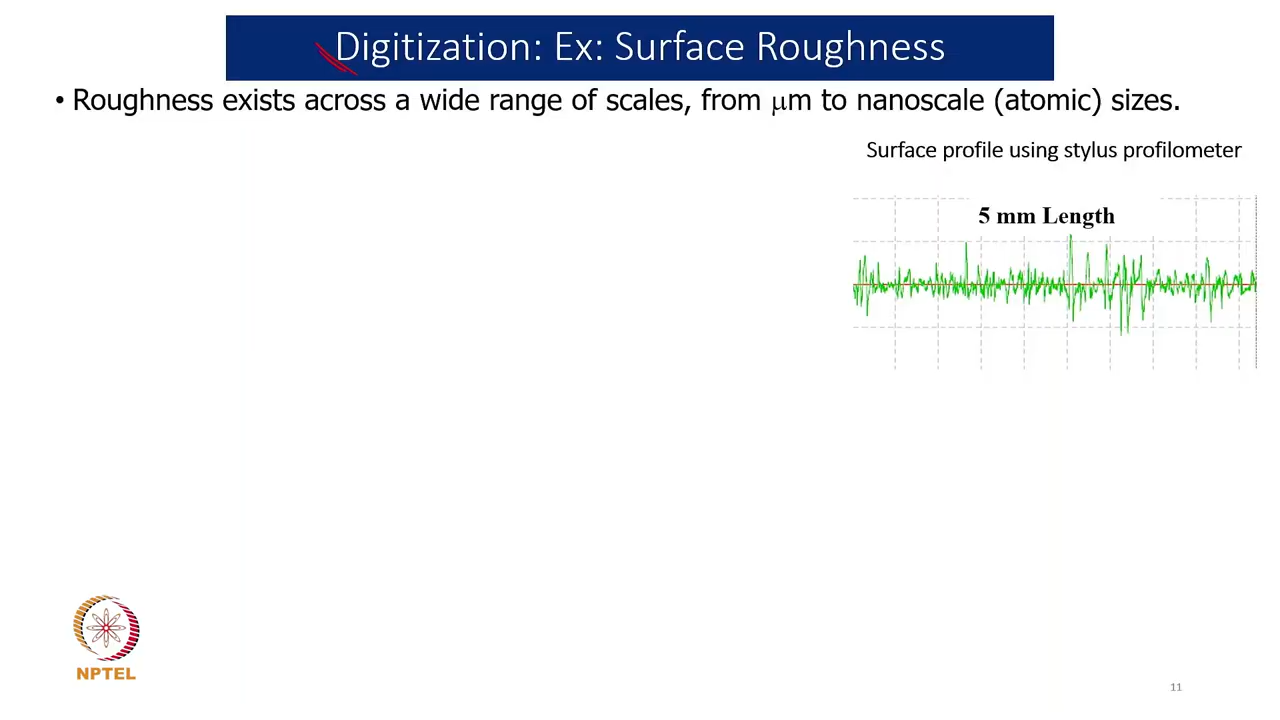 Digitization: Ex: Surface Roughness
• Roughness exists across a wide range of scales, from μm to nanoscale (atomic) sizes.
Surface profile using stylus profilometer
5 mm Length
NPTEL
11